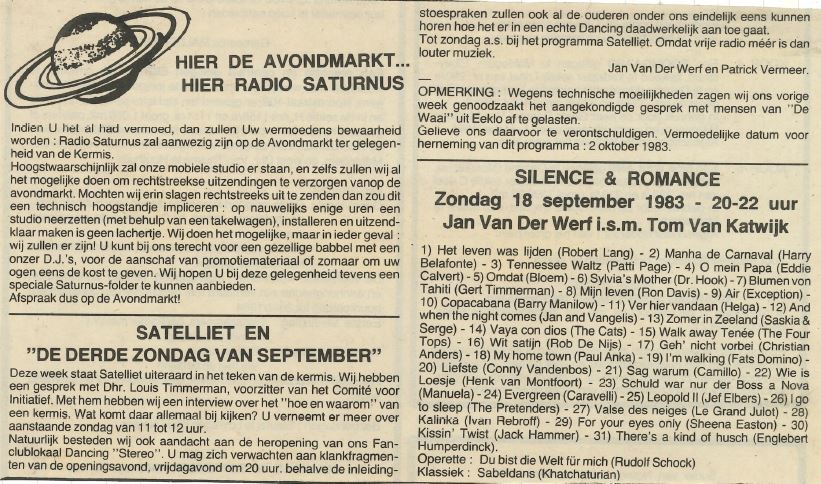 HIER DE AVONDMARKT...
HIER RADIO SATURNUS
Indien U het al had vermoed, dan zullen Uw vermoedens bewaarheid
worden : Radio Saturnus zal aanwezig zijn op de Avondmarkt ter gelegen-
heid van de Kermis.
Hoogstwaarschijnlijk zal onze mobiele studio er staan, en zelfs zullen wij al
het mogelijke doen om rechtstreekse uitzendingen te verzorgen vanop de
avondmarkt. Mochten wij erin slagen rechtstreeks uit te zenden dan zou dit
een technisch hoogstandje impliceren : op nauwelijks enige uren een
studio neerzetten (met behulp van een takelwagen), installeren en uitzend-
klaar maken is geen lachertje. Wij doen het mogelijke, maar in ieder geval :
wij zullen er zijn! U kunt bij ons terecht voor een gezellige babbel met een
onzer D.J.'s, voor de aanschaf van promotiemateriaal of zomaar om uw
ogen eens de kost te geven. Wij hopen U bij deze gelegenheid tevens een
speciale Saturnus-folder te kunnen aanbieden.
Afspraak dus op de Avondmarkt!
SATELLIET EN
"DE DERDE ZONDAG VAN SEPTEMBER"
Deze week staat Satelliet uiteraard in het teken van de kermis. Wij hebben
een gesprek met Dhr. Louis Timmerman, voorzitter van het Comité voor
Initiatief. Met hem hebben wij een interview over het "hoe en waarom" van
een kermis. Wat komt daar allemaal bij kijken? U verneemt er meer over
aanstaande zondag van 11 tot 12 uur.
Natuurlijk besteden wij ook aandacht aan de heropening van ons Fan-
clublokaal Dancing "Stereo". U mag zich verwachten aan klankfragmen-
ten van de openingsavond, vrijdagavond om 20 uur. behalve de inleiding-
stoespraken zullen ook al de ouderen onder ons eindelijk eens kunnen
horen hoe het er in een echte Dancing daadwerkelijk aan toe gaat.
Tot zondag a.s. bij het programma Satelliet. Omdat vrije radio méér is dan
louter muziek.
Jan Van Der Werf en Patrick Vermeer.
—
OPMERKING : Wegens technische moeilijkheden zagen wij ons vorige
week genoodzaakt het aangekondigde gesprek met mensen van "De
Waai" uit Eeklo af te gelasten.
Gelieve ons daarvoor te verontschuldigen. Vermoedelijke datum voor
herneming van dit programma : 2 oktober 1983.
SILENCE & ROMANCE
Zondag 18 september 1983 - 20-22 uur
Jan Van Der Werf i.s.m. Tom Van Katwijk
1) Het leven was lijden (Robert Lang) - 2) Manha de Carnaval (Harry
Belafonte) - 3) Tennessee Waltz (Patti Page) - 4) O mein Papa (Eddie
Calvert) - 5) Omdat (Bloem) - 6) Sylvia's Mother (Dr. Hook) - 7) Blumen von
Tahiti (Gert Timmerman) - 8) Mijn leven (Ron Davis) - 9) Air (Exception) -
10) Copacabana (Barry Manilow) - 11) Ver hier vandaan (Helga) - 12) And
when the night comes (Jan and Vangelis) - 13) Zomer in Zeeland (Saskia &
Serge) - 14) Vaya con dios (The Cats) - 15) Walk away Tenée (The Four
Tops) - 16) Wit satijn (Rob De Nijs) - 17) Geh' nicht vorbei (Christian
Anders) - 18) My home town (Paul Anka) - 19) I'm walking (Fats Domino) -
20) Liefste (Conny Vandenbos) - 21) Sag warum (Camillo) - 22) Wie is
Loesje (Henk van Montfoort) - 23) Schuld war nur der Boss a Nova
(Manuela) - 24) Evergreen (Caravelli) - 25) Leopold II (Jef Elbers) - 26) I go
to sleep (The Pretenders) - 27) Valse des neiges (Le Grand Julot) - 28)
Kalinka (Ivan Rebroff) - 29) For your eyes only (Sheena Easton) - 30)
Kissin' Twist (Jack Hammer) - 31) There's a kind of husch (Englebert
Humperdinck).
Operette : Du bist die Welt für mich (Rudolf Schock)
Klassiek : Sabeldans (Khatchaturian)